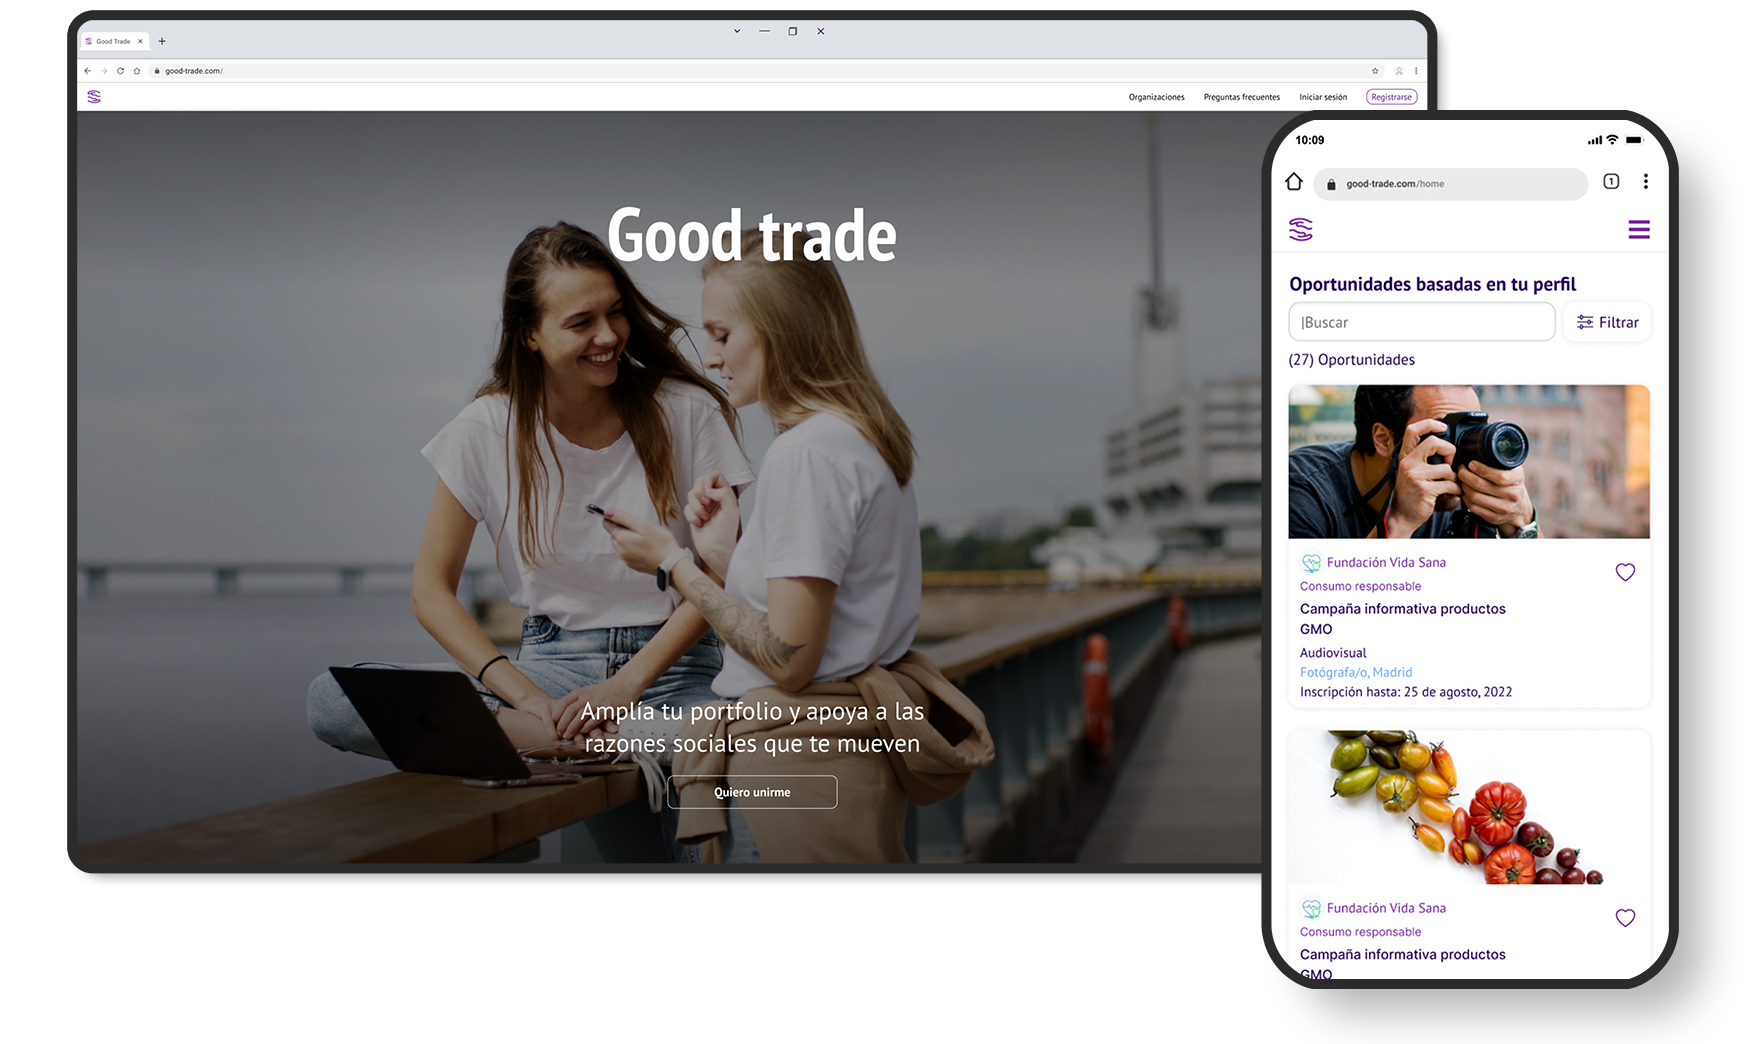 Good Trade
good-trade.com/
Organizaciones
Preguntas frecuentes
Iniciar sesión
Registrarse
Good trade
Amplía tu portfolio y apoya a las
razones sociales que te mueven
Quiero unirme
10:09
good-trade.com/home
1
Oportunidades basadas en tu perfil
|Buscar
Filtrar
(27) Oportunidades
Canon
Fundación Vida Sana
Consumo responsable
Campaña informativa productos
GMO
Audiovisual
Fotógrafa/o, Madrid
Inscripción hasta: 25 de agosto, 2022
Fundación Vida Sana
Consumo responsable
Campaña informativa productos
GMO